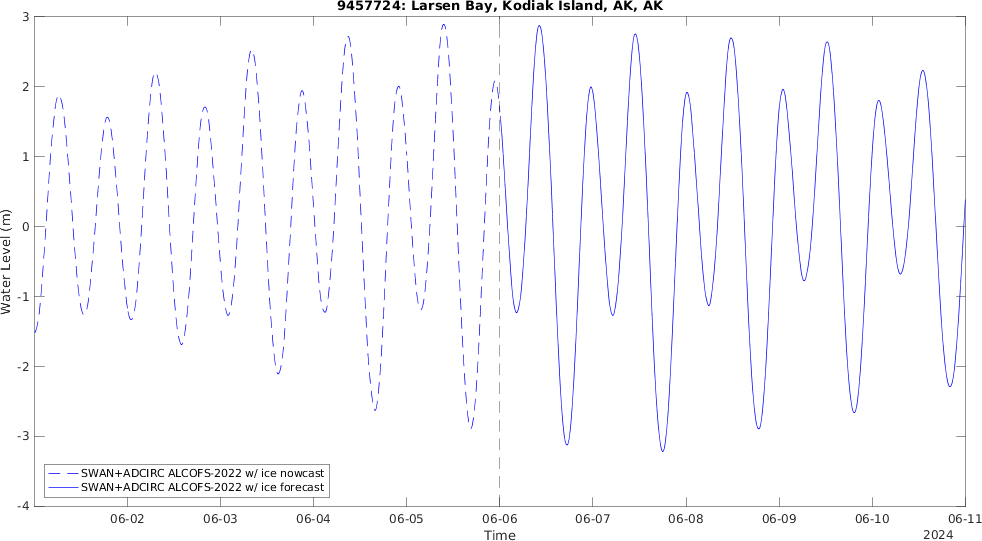 9457724: Larsen Bay, Kodiak Island, AK, AK
3
2
1
0
-1
-2
-3
-4
Water Level (m)
SWAN+ADCIRC ALCOFS-2022 w/ ice nowcast
SWAN+ADCIRC ALCOFS-2022 w/ ice forecast
06-02 06-03 06-04 06-05 06-06 06-07 06-08 06-09 06-10 06-11
Time
2024